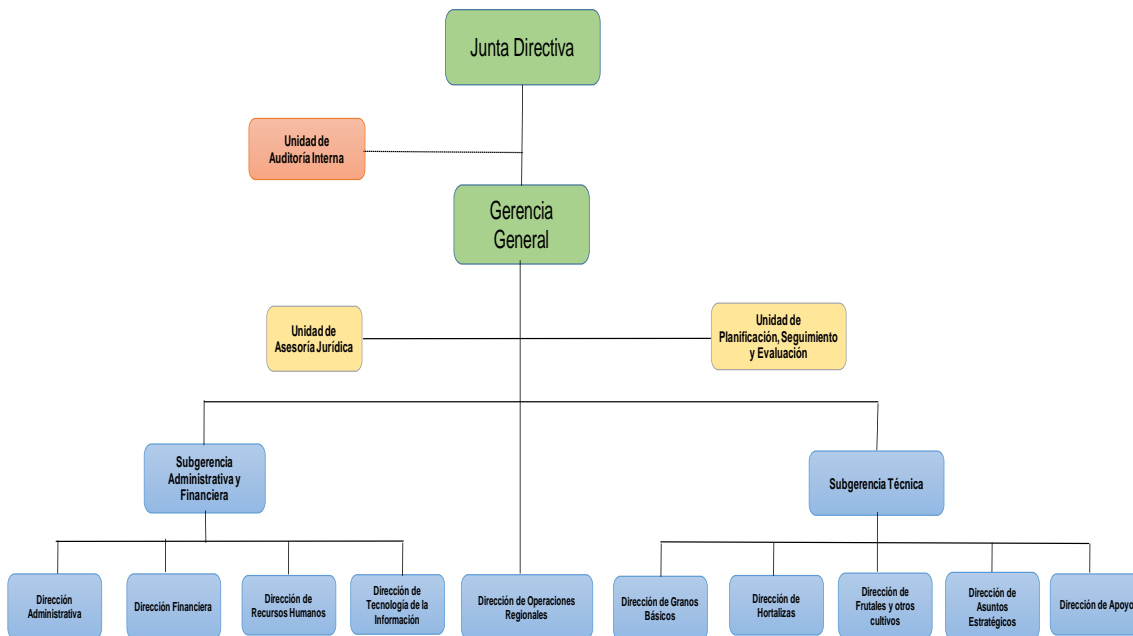 Junta Directiva
Unidad de
Auditoría Interna
Gerencia
General
Unidad de
Asesoría Jurídica
Unidad de
Planificación, Seguimiento
y Evaluación
Subgerencia
Administrativa y
Financiera
Subgerencia Técnica
Dirección
Administrativa
Dirección Financiera
Dirección de
Recursos Humanos
Dirección de
Tecnología de la
Información
Dirección de Operaciones
Regionales
Dirección de Granos
Básicos
Dirección de
Hortalizas
Dirección de
Frutales y otros
cultivos
Dirección de
Asuntos
Estratégicos
Dirección de Apoyo